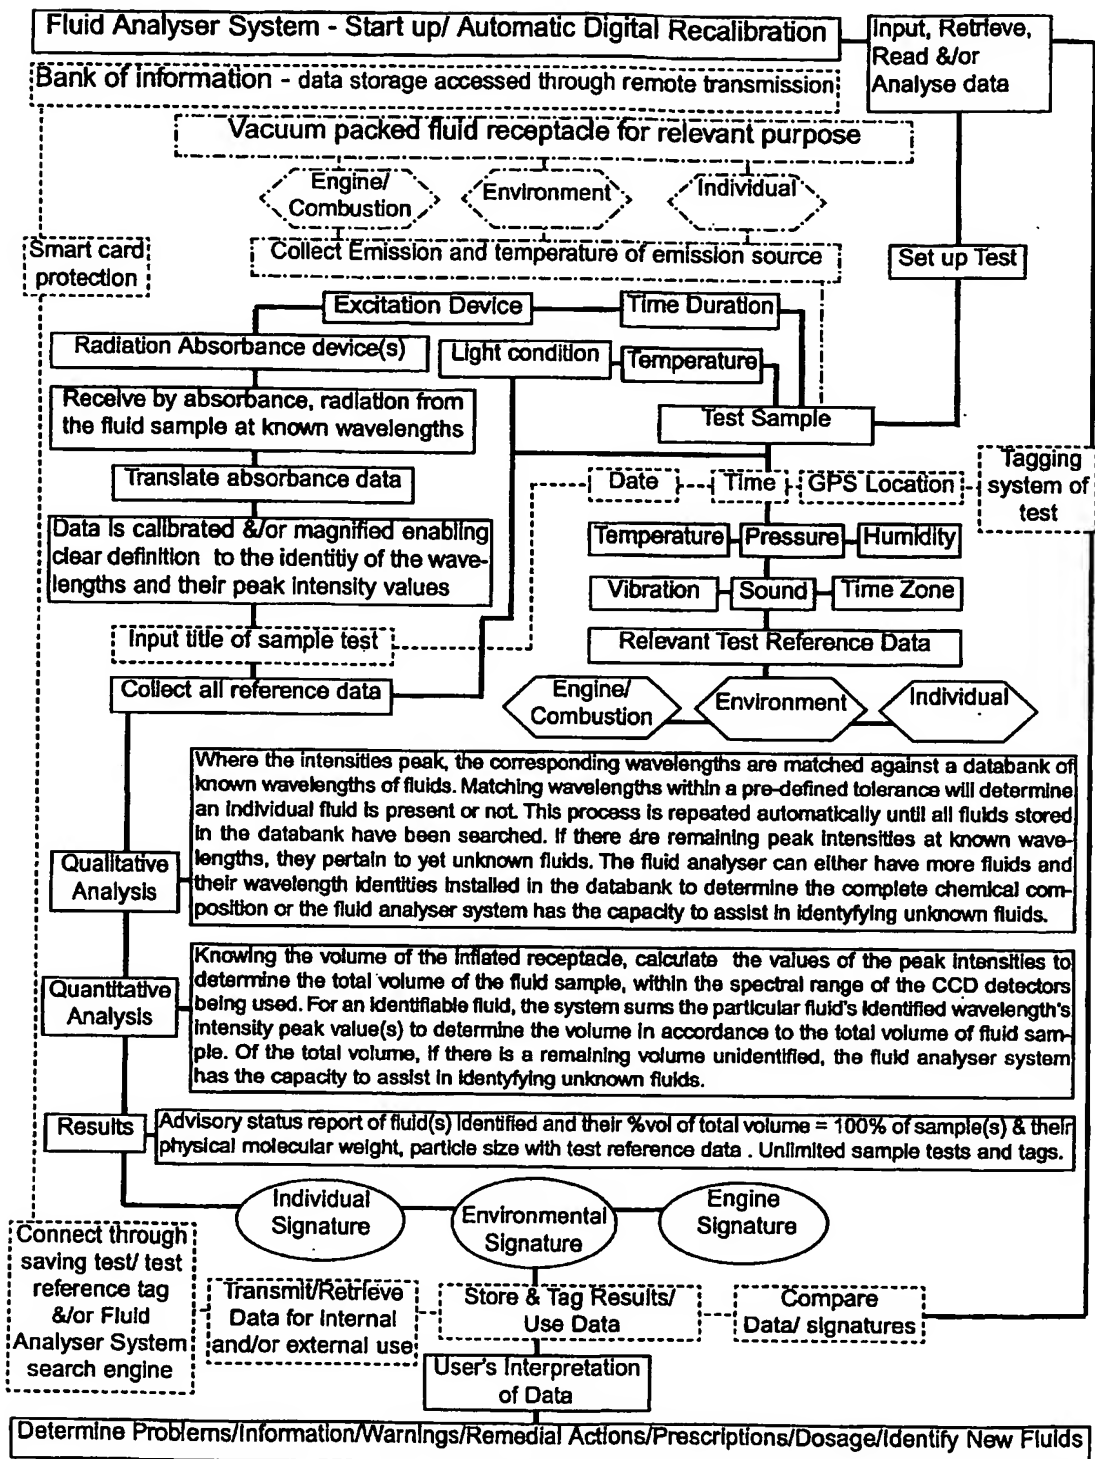 Fluid Analyser System - Start up/ Automatic Digital Recalibration
Input, Retrieve,
Read &/or
Analyse data
Bank of information - data storage accessed through remote transmission
Vacuum packed fluid receptacle for relevant purpose
Engine/
Combustion
Environment
Individual
Smart card
protection
Collect Emission and temperature of emission source
Set up Test
Excitation Device
Time Duration
Radiation Absorbance device(s)
Light condition
Temperature
Receive by absorbance, radiation from
the fluid sample at known wavelengths
Test Sample
Translate absorbance data
Date
Time
GPS Location
Tagging
system of
test
Data is calibrated &/or magnified enabling
clear definition to the identitiy of the wave-
lengths and their peak intensity values
Temperature
Pressure
Humidity
Vibration
Sound
Time Zone
Input title of sample test
Relevant Test Reference Data
Collect all reference data
Engine/
Combustion
Environment
Individual
Qualitative
Analysis
Where the intensities peak, the corresponding wavelengths are matched against a databank of
known wavelengths of fluids. Matching wavelengths within a pre-defined tolerance will determine
an individual fluid is present or not. This process is repeated automatically until all fluids stored
in the databank have been searched. If there are remaining peak intensities at known wave-
lengths, they pertain to yet unknown fluids. The fluid analyser can either have more fluids and
their wavelength identities installed in the databank to determine the complete chemical com-
position or the fluid analyser system has the capacity to assist in identyfying unknown fluids.
Quantitative
Analysis
Knowing the volume of the inflated receptacle, calculate the values of the peak intensities to
determine the total volume of the fluid sample, within the spectral range of the CCD detectors
being used. For an identifiable fluid, the system sums the particular fluid's identified wavelength's
intensity peak value(s) to determine the volume in accordance to the total volume of fluid sam-
ple. Of the total volume, if there is a remaining volume unidentified, the fluid analyser system
has the capacity to assist in identyfying unknown fluids.
Results
Advisory status report of fluid(s) identified and their %vol of total volume = 100% of sample(s) & their
physical molecular weight, particle size with test reference data . Unlimited sample tests and tags.
Individual
Signature
Environmental
Signature
Engine
Signature
Connect through
saving test/ test
reference tag
&/or Fluid
Analyser System
search engine
Transmit/Retrieve
Data for internal
and/or external use
Store & Tag Results/
Use Data
Compare
Data/ signatures
User's Interpretation
of Data
Determine Problems/Information/Warnings/Remedial Actions/Prescriptions/Dosage/Identify New Fluids